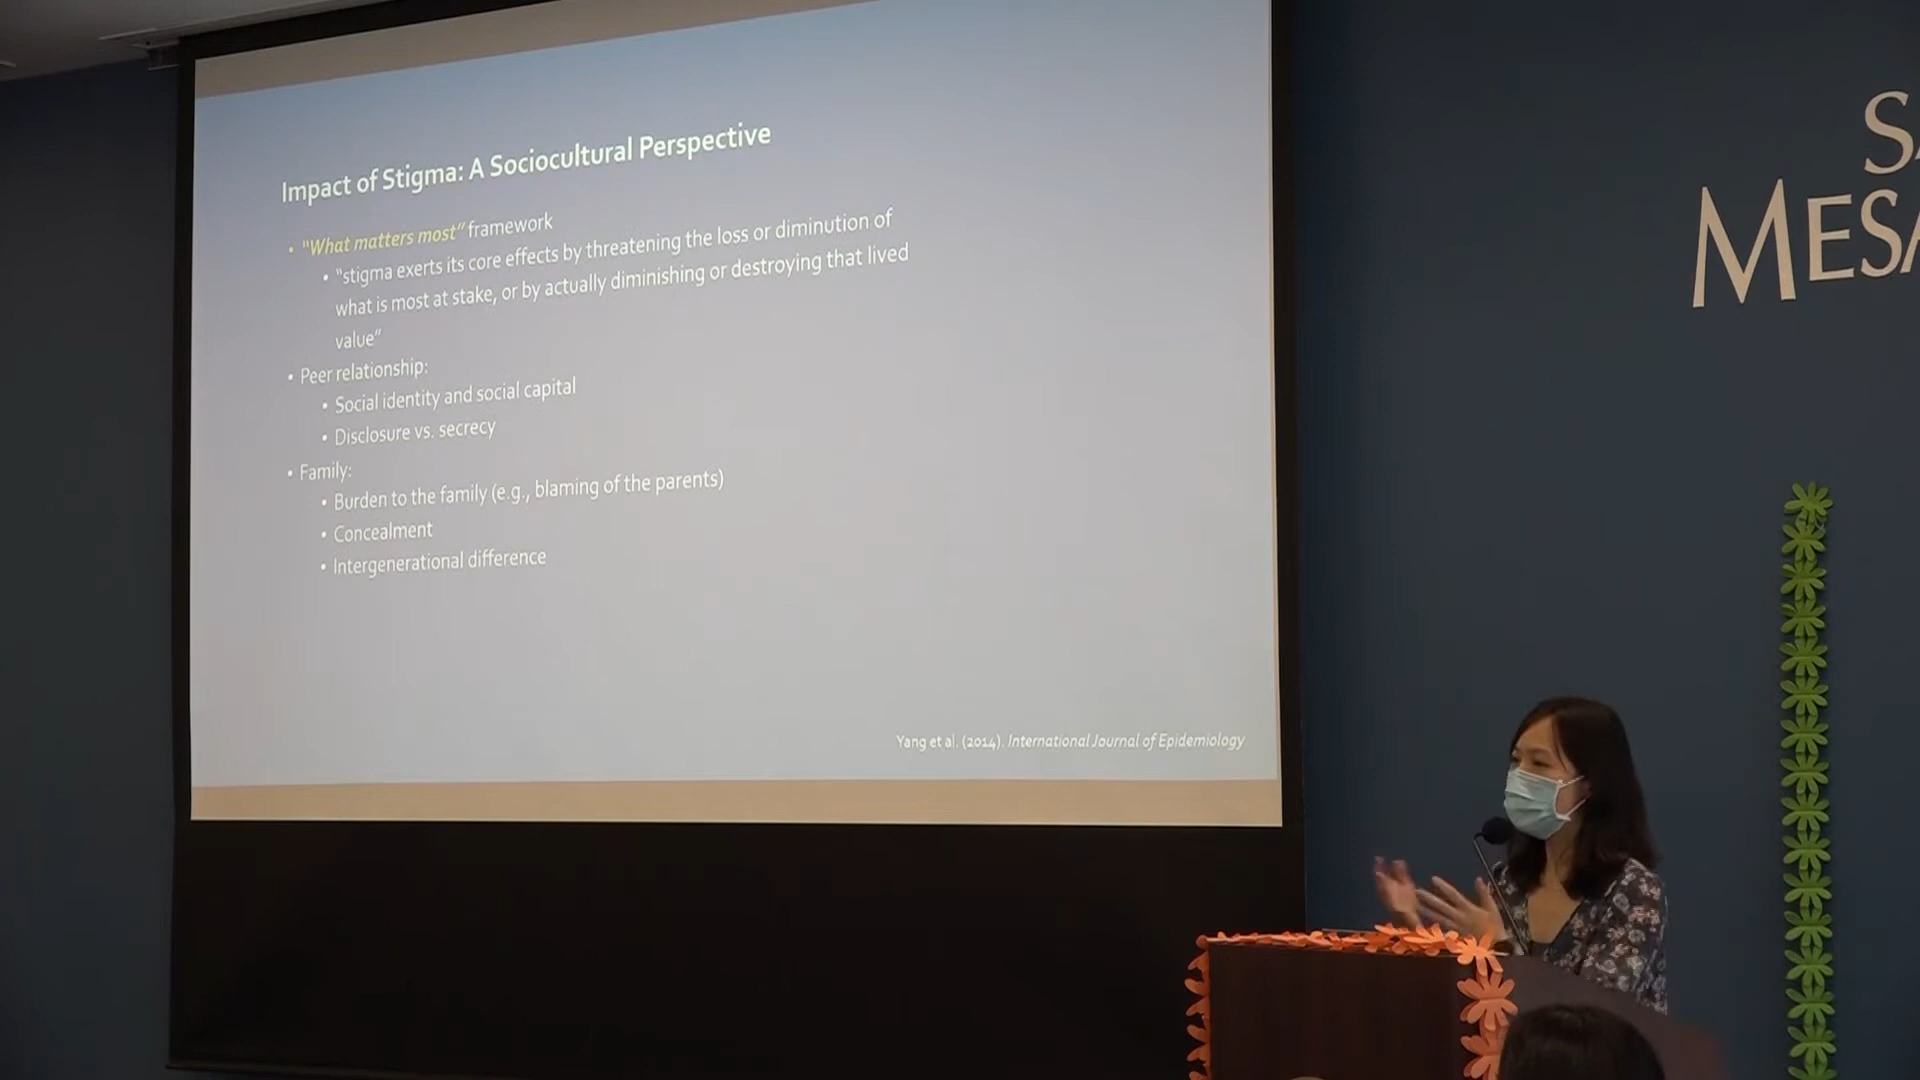 Impact of Stigma: A Sociocultural Perspective
• "What matters most" framework
• "stigma exerts its core effects by threatening the loss or diminution of
what is most at stake, or by actually diminishing or destroying that lived
value"
• Peer relationship:
• Social identity and social capital
• Disclosure vs. secrecy
• Family:
• Burden to the family (e.g., blaming of the parents)
• Concealment
• Intergenerational difference
Yang et al. (2014). International Journal of Epidemiology
S
MESA